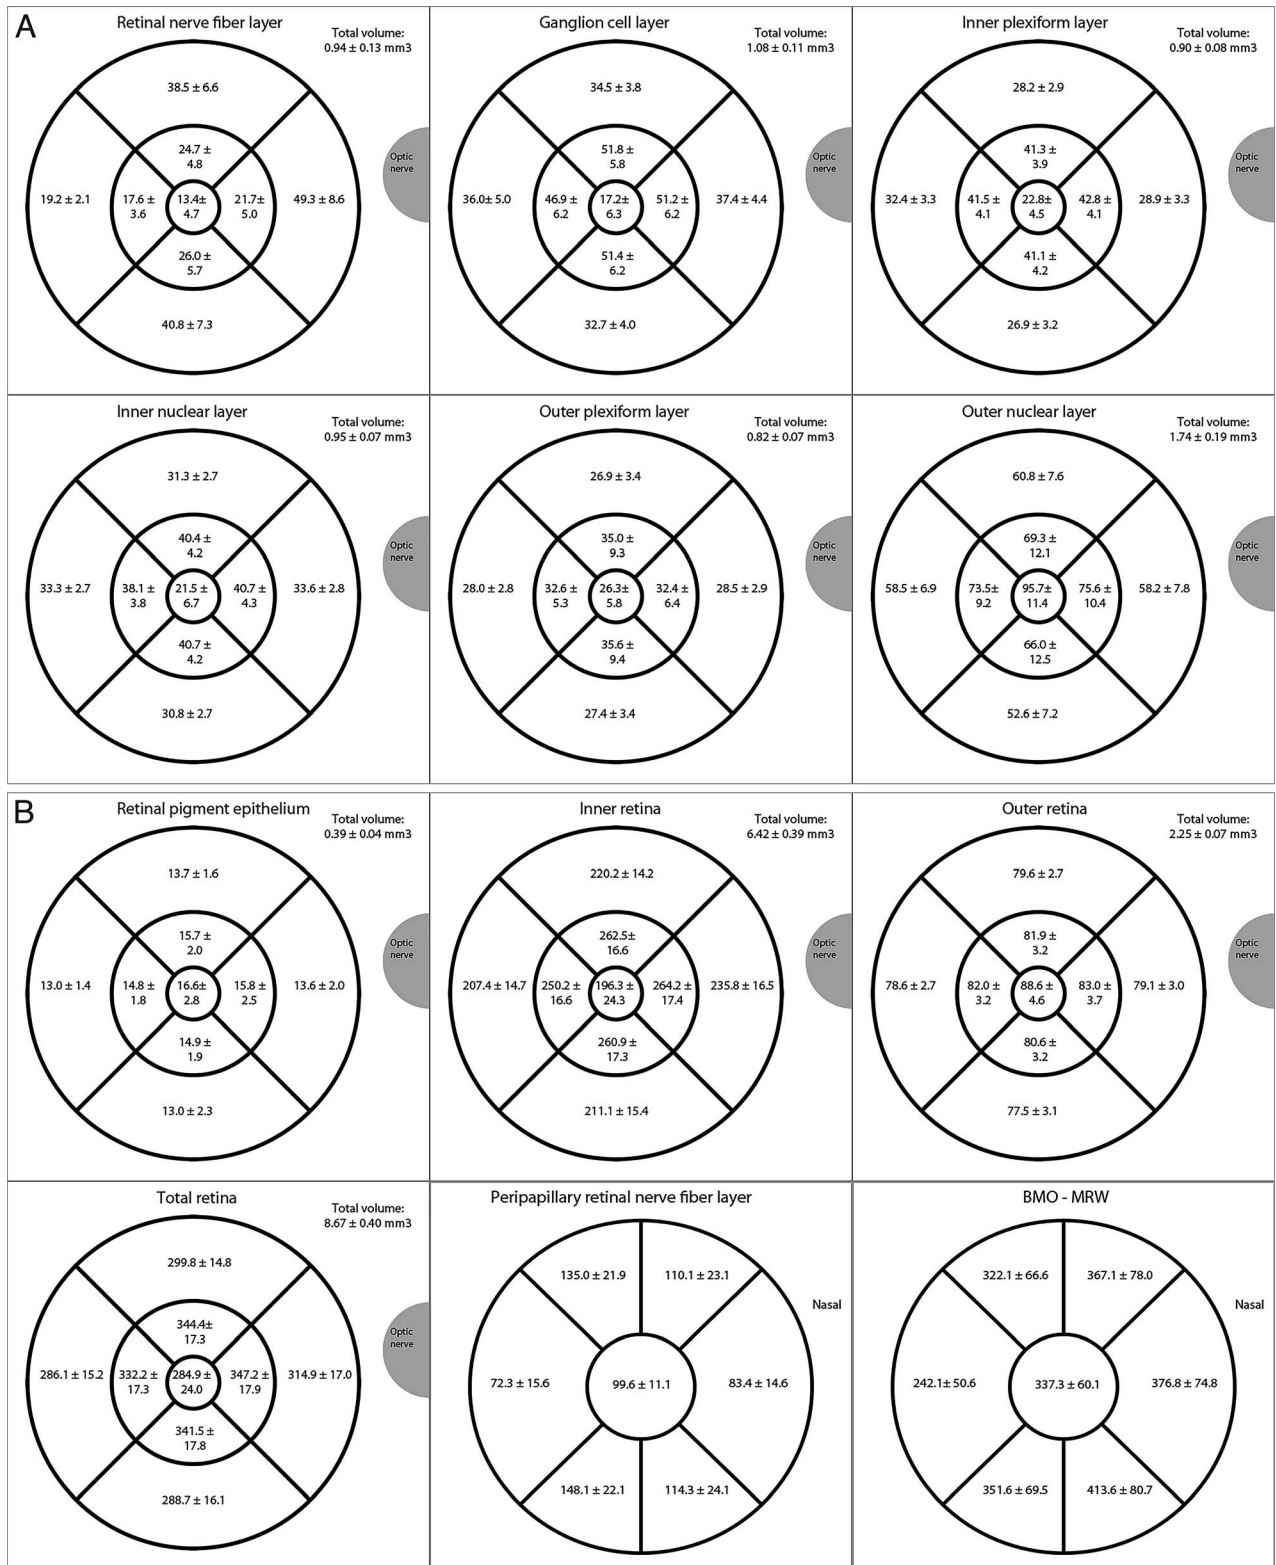 A
Retinal nerve fiber layer
Total volume:
0.94 ± 0.13 mm3
38.5 ± 6.6
24.7 ±
4.8
19.2 ± 2.1
17.6 ±
3.6
13.4±
4.7
21.7±
5.0
49.3 ± 8.6
26.0 ±
5.7
40.8 ± 7.3
Optic
nerve
Ganglion cell layer
Total volume:
1.08 ± 0.11 mm3
34.5 ± 3.8
51.8 ±
5.8
36.0± 5.0
46.9 ±
6.2
17.2±
6.3
51.2 ±
6.2
37.4 ± 4.4
51.4 ±
6.2
32.7 ± 4.0
Optic
nerve
Inner plexiform layer
Total volume:
0.90 ± 0.08 mm3
28.2 ± 2.9
41.3 ±
3.9
32.4 ± 3.3
41.5 ±
4.1
22.8±
4.5
42.8 ±
4.1
28.9 ± 3.3
41.1 ±
4.2
26.9 ± 3.2
Optic
nerve
Inner nuclear layer
Total volume:
0.95 ± 0.07 mm3
31.3 ± 2.7
40.4 ±
4.2
33.3 ± 2.7
38.1 ±
3.8
21.5 ±
6.7
40.7 ±
4.3
33.6 ± 2.8
40.7 ±
4.2
30.8 ± 2.7
Optic
nerve
Outer plexiform layer
Total volume:
0.82 ± 0.07 mm3
26.9 ± 3.4
35.0 ±
9.3
28.0 ± 2.8
32.6 ±
5.3
26.3±
5.8
32.4 ±
6.4
28.5 ± 2.9
35.6 ±
9.4
27.4 ± 3.4
Optic
nerve
Outer nuclear layer
Total volume:
1.74 ± 0.19 mm3
60.8 ± 7.6
69.3 ±
12.1
58.5 ± 6.9
73.5±
9.2
95.7±
11.4
75.6 ±
10.4
58.2 ± 7.8
66.0 ±
12.5
52.6 ± 7.2
Optic
nerve
B
Retinal pigment epithelium
Total volume:
0.39 ± 0.04 mm3
13.7 ± 1.6
15.7 ±
2.0
13.0 ± 1.4
14.8 ±
1.8
16.6±
2.8
15.8 ±
2.5
13.6 ± 2.0
14.9 ±
1.9
13.0 ± 2.3
Optic
nerve
Inner retina
Total volume:
6.42 ± 0.39 mm3
220.2 ± 14.2
262.5±
16.6
207.4 ± 14.7
250.2 ±
16.6
196.3 ±
24.3
264.2 ±
17.4
235.8 ± 16.5
260.9 ±
17.3
211.1 ± 15.4
Optic
nerve
Outer retina
Total volume:
2.25 ± 0.07 mm3
79.6 ± 2.7
81.9 ±
3.2
78.6 ± 2.7
82.0 ±
3.2
88.6 ±
4.6
83.0 ±
3.7
79.1 ± 3.0
80.6 ±
3.2
77.5 ± 3.1
Optic
nerve
Total retina
Total volume:
8.67 ± 0.40 mm3
299.8 ± 14.8
344.4±
17.3
286.1 ± 15.2
332.2 ±
17.3
284.9 ±
24.0
347.2 ±
17.9
314.9 ± 17.0
341.5 ±
17.8
288.7 ± 16.1
Optic
nerve
Peripapillary retinal nerve fiber layer
135.0 ± 21.9
110.1 ± 23.1
Nasal
72.3 ± 15.6
99.6 ± 11.1
83.4 ± 14.6
148.1 ± 22.1
114.3 ± 24.1
BMO - MRW
322.1 ± 66.6
367.1 ± 78.0
Nasal
242.1± 50.6
337.3 ± 60.1
376.8 ± 74.8
351.6 ± 69.5
413.6 ± 80.7